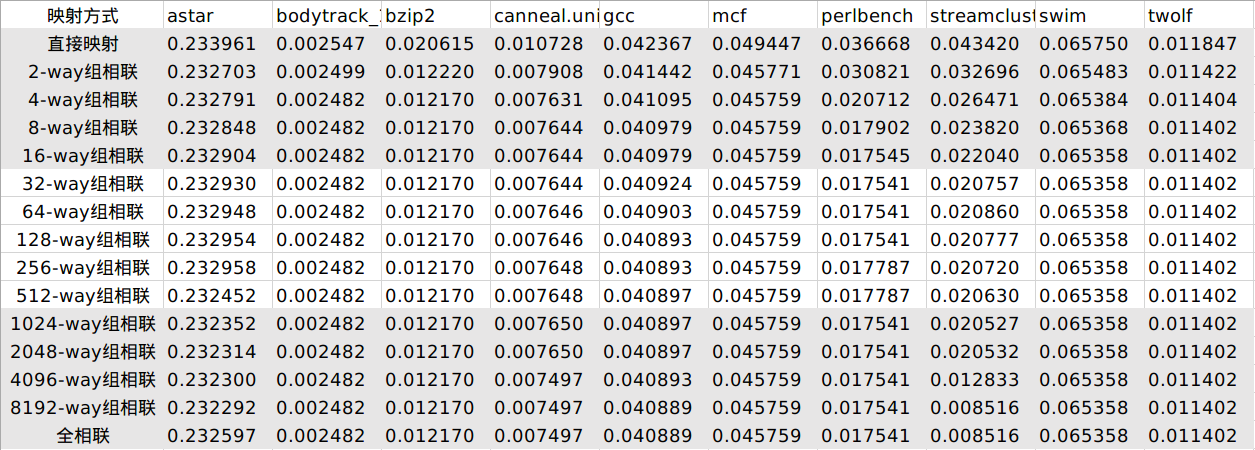 映射方式 astar bodytrack_ bzip2 canneal.uni gcc mcf perlbench streamclust swim twolf
直接映射 0.233961 0.002547 0.020615 0.010728 0.042367 0.049447 0.036668 0.043420 0.065750 0.011847
2-way组相联 0.232703 0.002499 0.012220 0.007908 0.041442 0.045771 0.030821 0.032696 0.065483 0.011422
4-way组相联 0.232791 0.002482 0.012170 0.007631 0.041095 0.045759 0.020712 0.026471 0.065384 0.011404
8-way组相联 0.232848 0.002482 0.012170 0.007644 0.040979 0.045759 0.017902 0.023820 0.065368 0.011402
16-way组相联 0.232904 0.002482 0.012170 0.007644 0.040979 0.045759 0.017545 0.022040 0.065358 0.011402
32-way组相联 0.232930 0.002482 0.012170 0.007644 0.040924 0.045759 0.017541 0.020757 0.065358 0.011402
64-way组相联 0.232948 0.002482 0.012170 0.007646 0.040903 0.045759 0.017541 0.020860 0.065358 0.011402
128-way组相联 0.232954 0.002482 0.012170 0.007646 0.040893 0.045759 0.017541 0.020777 0.065358 0.011402
256-way组相联 0.232958 0.002482 0.012170 0.007648 0.040893 0.045759 0.017787 0.020720 0.065358 0.011402
512-way组相联 0.232452 0.002482 0.012170 0.007648 0.040897 0.045759 0.017787 0.020630 0.065358 0.011402
1024-way组相联 0.232352 0.002482 0.012170 0.007650 0.040897 0.045759 0.017541 0.020527 0.065358 0.011402
2048-way组相联 0.232314 0.002482 0.012170 0.007650 0.040897 0.045759 0.017541 0.020532 0.065358 0.011402
4096-way组相联 0.232300 0.002482 0.012170 0.007497 0.040893 0.045759 0.017541 0.012833 0.065358 0.011402
8192-way组相联 0.232292 0.002482 0.012170 0.007497 0.040889 0.045759 0.017541 0.008516 0.065358 0.011402
全相联 0.232597 0.002482 0.012170 0.007497 0.040889 0.045759 0.017541 0.008516 0.065358 0.011402